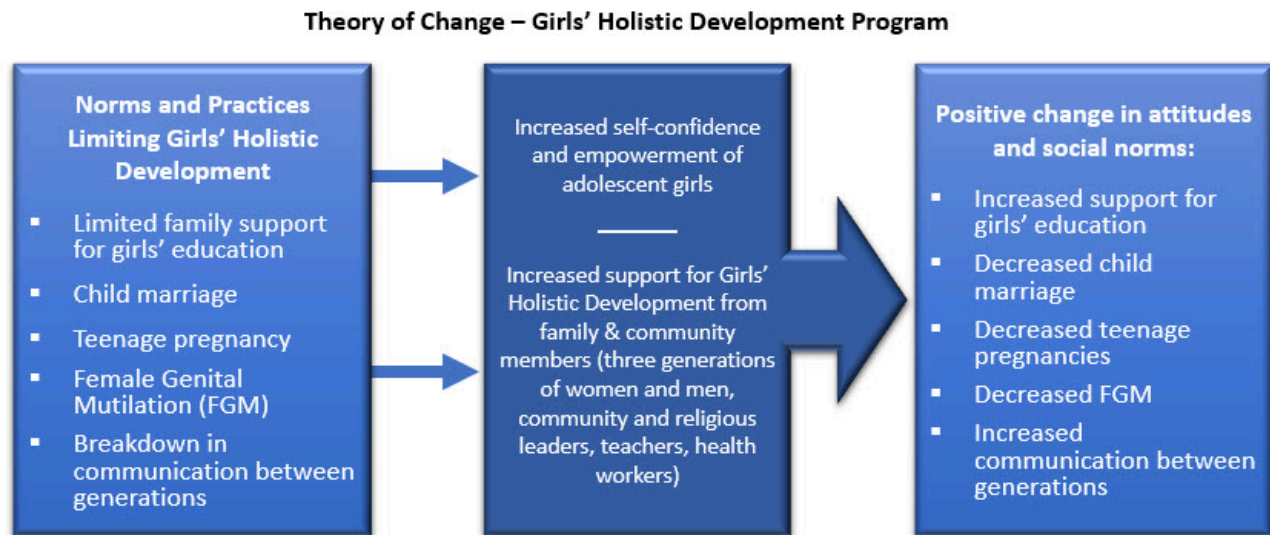 Theory of Change – Girls’ Holistic Development Program
Norms and Practices
Limiting Girls’ Holistic
Development
▪ Limited family support
for girls’ education
▪ Child marriage
▪ Teenage pregnancy
▪ Female Genital
Mutilation (FGM)
▪ Breakdown in
communication between
generations
Increased self-confidence
and empowerment of
adolescent girls
Increased support for Girls’
Holistic Development from
family & community
members (three generations
of women and men,
community and religious
leaders, teachers, health
workers)
Positive change in attitudes
and social norms:
▪ Increased support for
girls’ education
▪ Decreased child
marriage
▪ Decreased teenage
pregnancies
▪ Decreased FGM
▪ Increased
communication between
generations